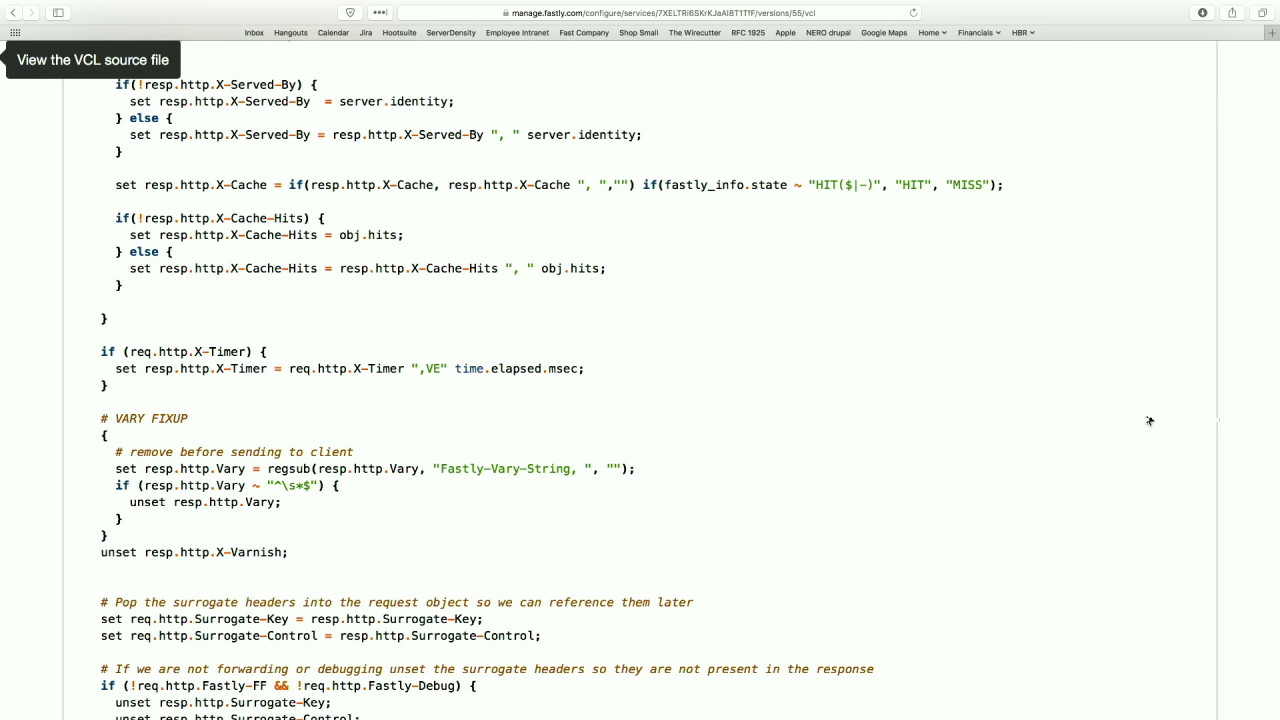 manage.fastly.com/configure/services/7XELTRi6SKrKJaAI8T1TfF/versions/55/vcl
Inbox Hangouts Calendar Jira Hootsuite ServerDensity Employee Intranet Fast Company Shop Small The Wirecutter RFC 1925 Apple NERO drupal Google Maps Home Financials HBR
View the VCL source file
if(!resp.http.X-Served-By) {
set resp.http.X-Served-By  = server.identity;
} else {
set resp.http.X-Served-By = resp.http.X-Served-By ", " server.identity;
}
set resp.http.X-Cache = if(resp.http.X-Cache, resp.http.X-Cache ", ","") if(fastly_info.state ~ "HIT($|-)", "HIT", "MISS");
if(!resp.http.X-Cache-Hits) {
set resp.http.X-Cache-Hits = obj.hits;
} else {
set resp.http.X-Cache-Hits = resp.http.X-Cache-Hits ", " obj.hits;
}
}
if (req.http.X-Timer) {
set resp.http.X-Timer = req.http.X-Timer ",VE" time.elapsed.msec;
}
# VARY FIXUP
{
# remove before sending to client
set resp.http.Vary = regsub(resp.http.Vary, "Fastly-Vary-String, ", "");
if (resp.http.Vary ~ "^\s*$") {
unset resp.http.Vary;
}
}
unset resp.http.X-Varnish;
# Pop the surrogate headers into the request object so we can reference them later
set req.http.Surrogate-Key = resp.http.Surrogate-Key;
set req.http.Surrogate-Control = resp.http.Surrogate-Control;
# If we are not forwarding or debugging unset the surrogate headers so they are not present in the response
if (!req.http.Fastly-FF && !req.http.Fastly-Debug) {
unset resp.http.Surrogate-Key;
unset resp.http.Surrogate-Control;